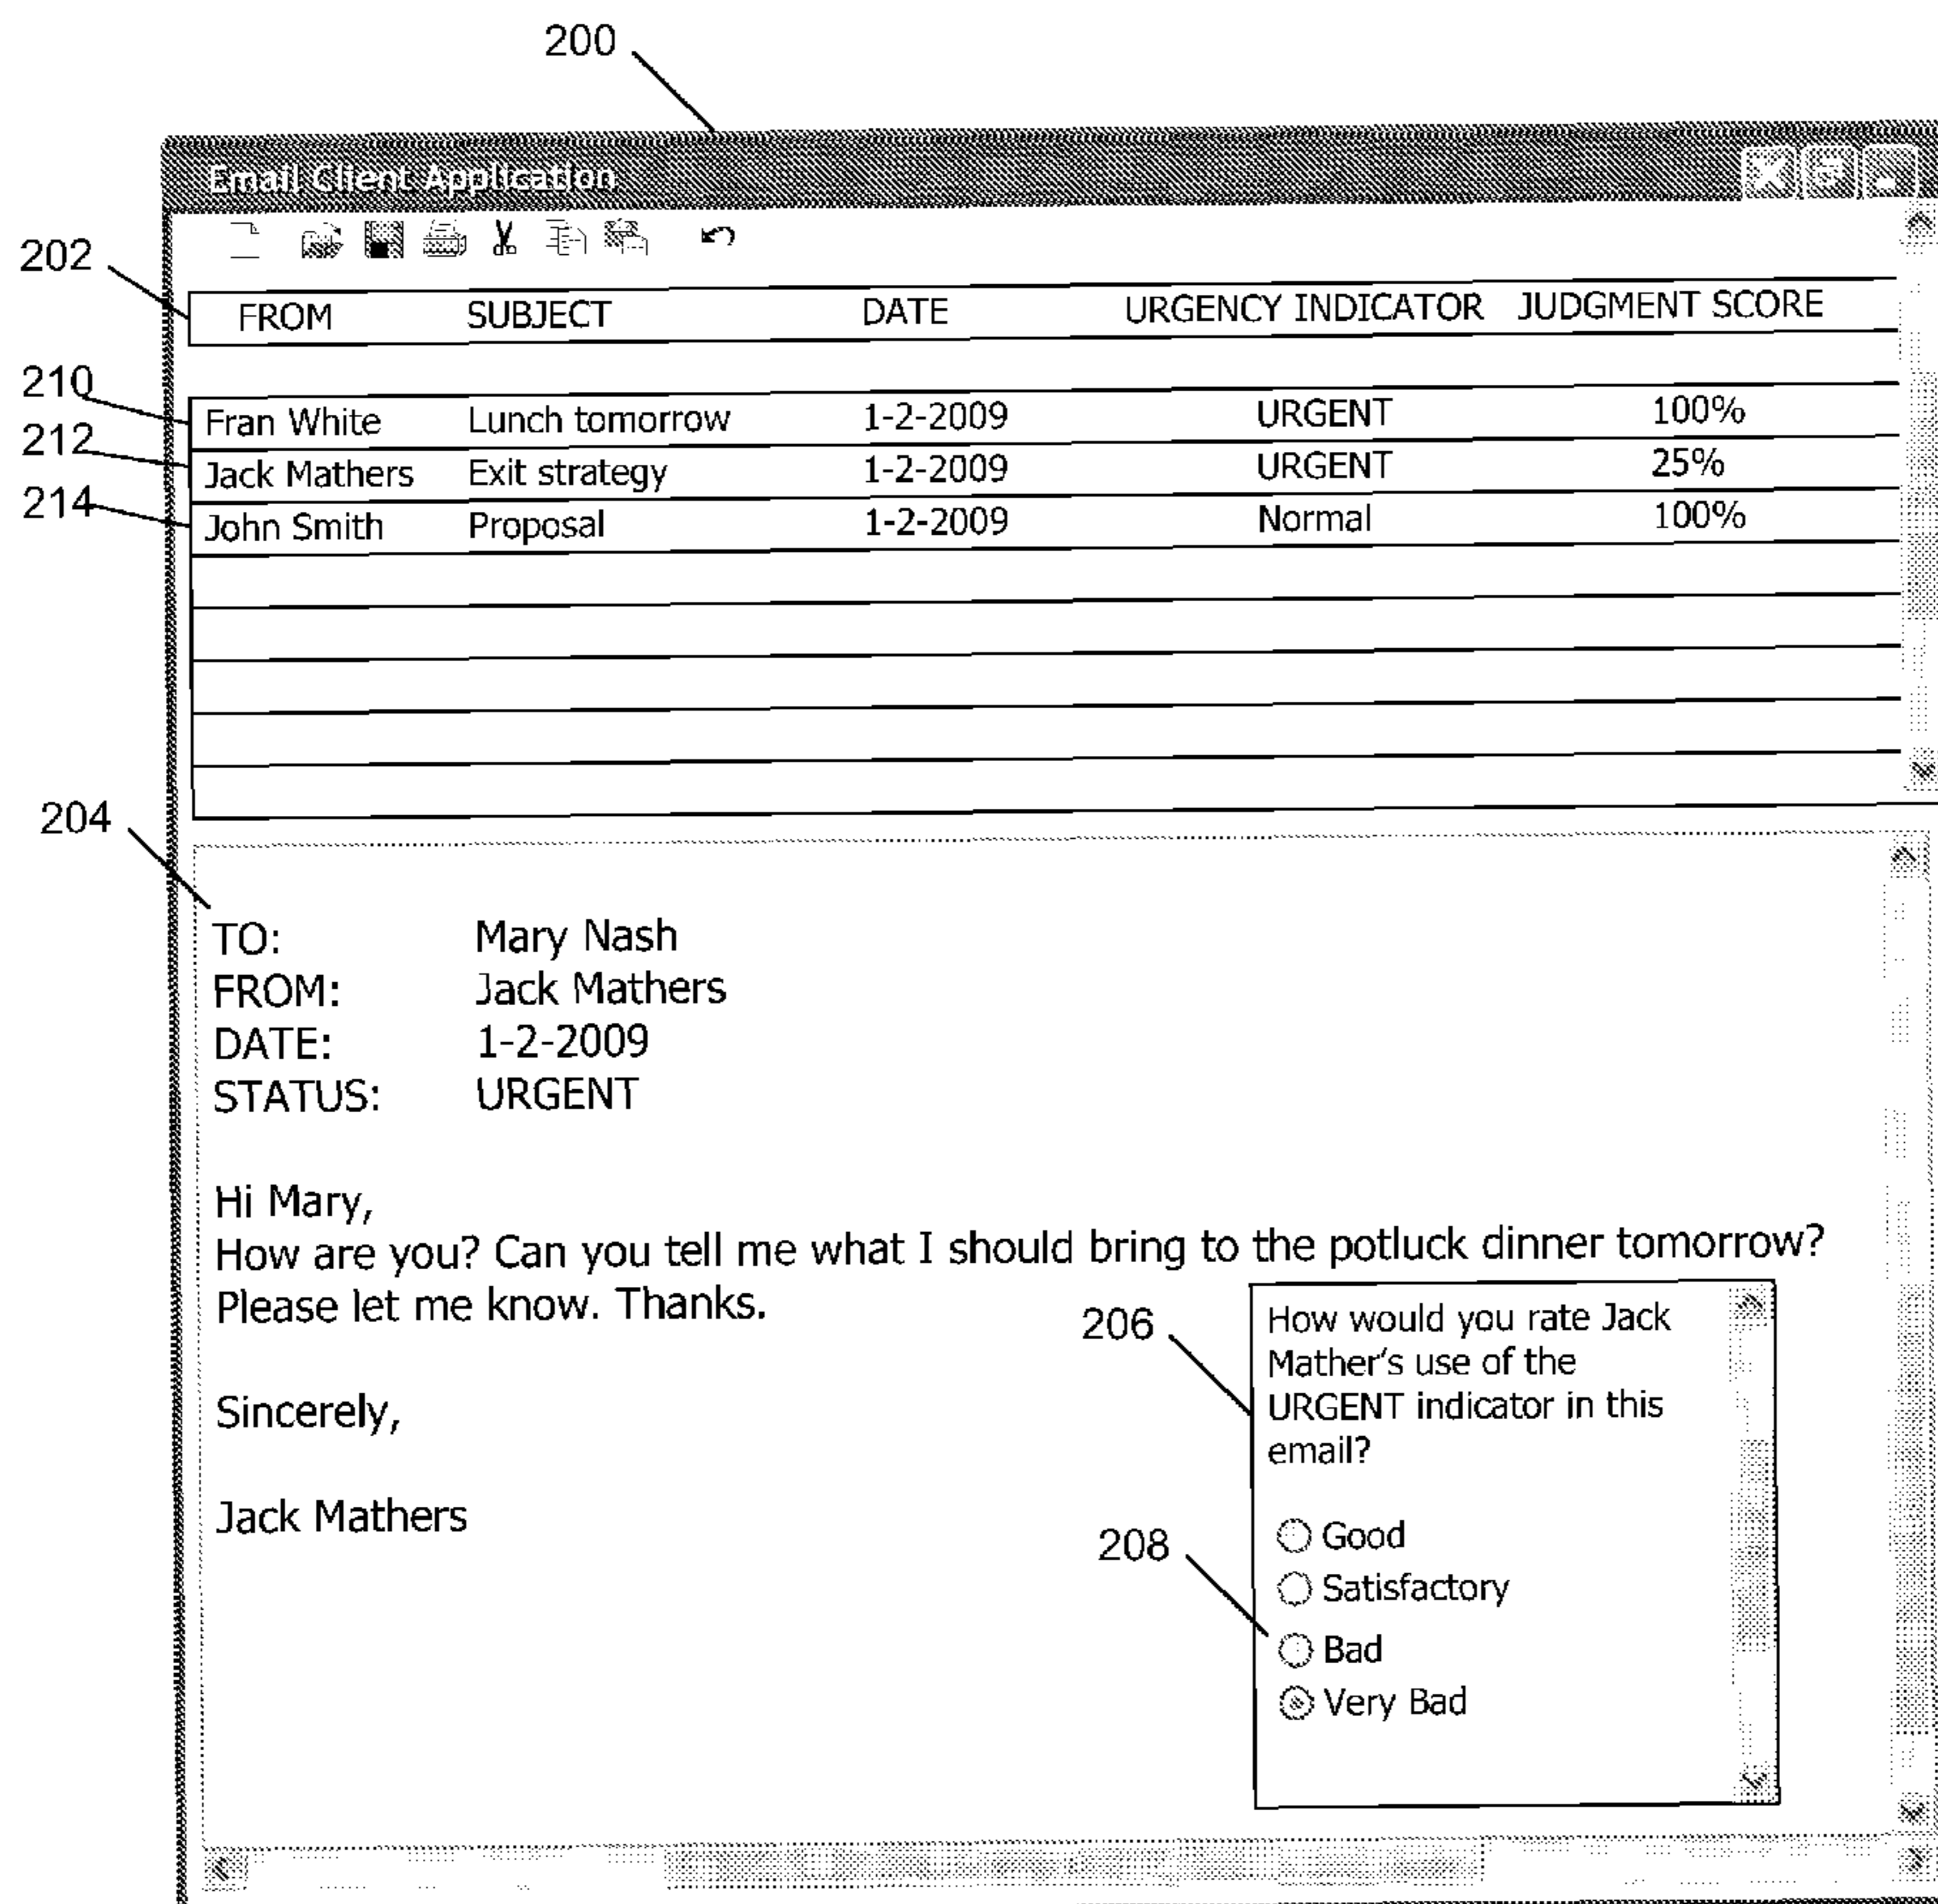 200
Email Client Application
202
FROM SUBJECT DATE URGENCY INDICATOR JUDGMENT SCORE
210
Fran White Lunch tomorrow 1-2-2009 URGENT 100%
212
Jack Mathers Exit strategy 1-2-2009 URGENT 25%
214
John Smith Proposal 1-2-2009 Normal 100%
204
TO: Mary Nash
FROM: Jack Mathers
DATE: 1-2-2009
STATUS: URGENT
Hi Mary,
How are you? Can you tell me what I should bring to the potluck dinner tomorrow?
Please let me know. Thanks.
Sincerely,
Jack Mathers
206
How would you rate Jack
Mather's use of the
URGENT indicator in this
email?
208
Good
Satisfactory
Bad
Very Bad